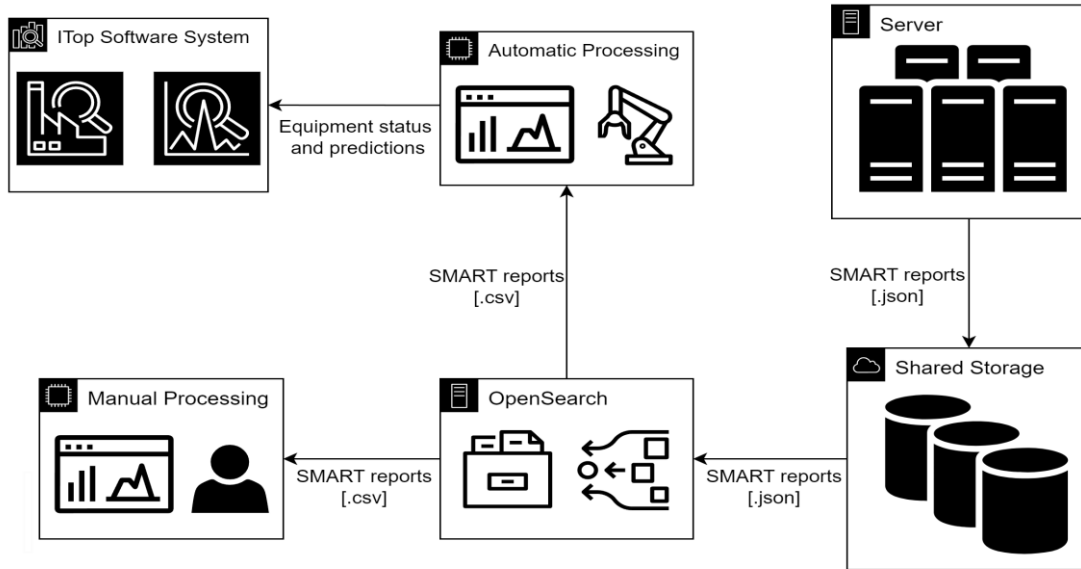 ITop Software System
Automatic Processing
Server
Equipment status
and predictions
SMART reports
[.csv]
SMART reports
[.json]
Manual Processing
OpenSearch
Shared Storage
SMART reports
[.csv]
SMART reports
[.json]